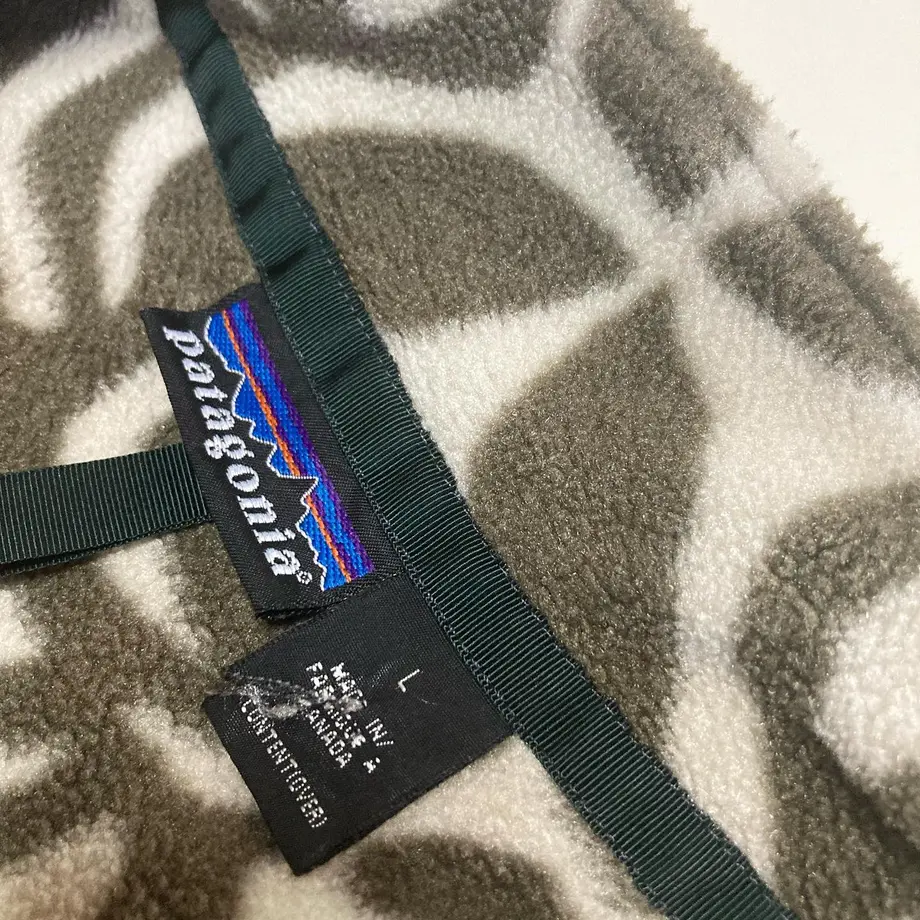 patagonia®
L
MADE IN/
CANADA
CONTENT(OVER)